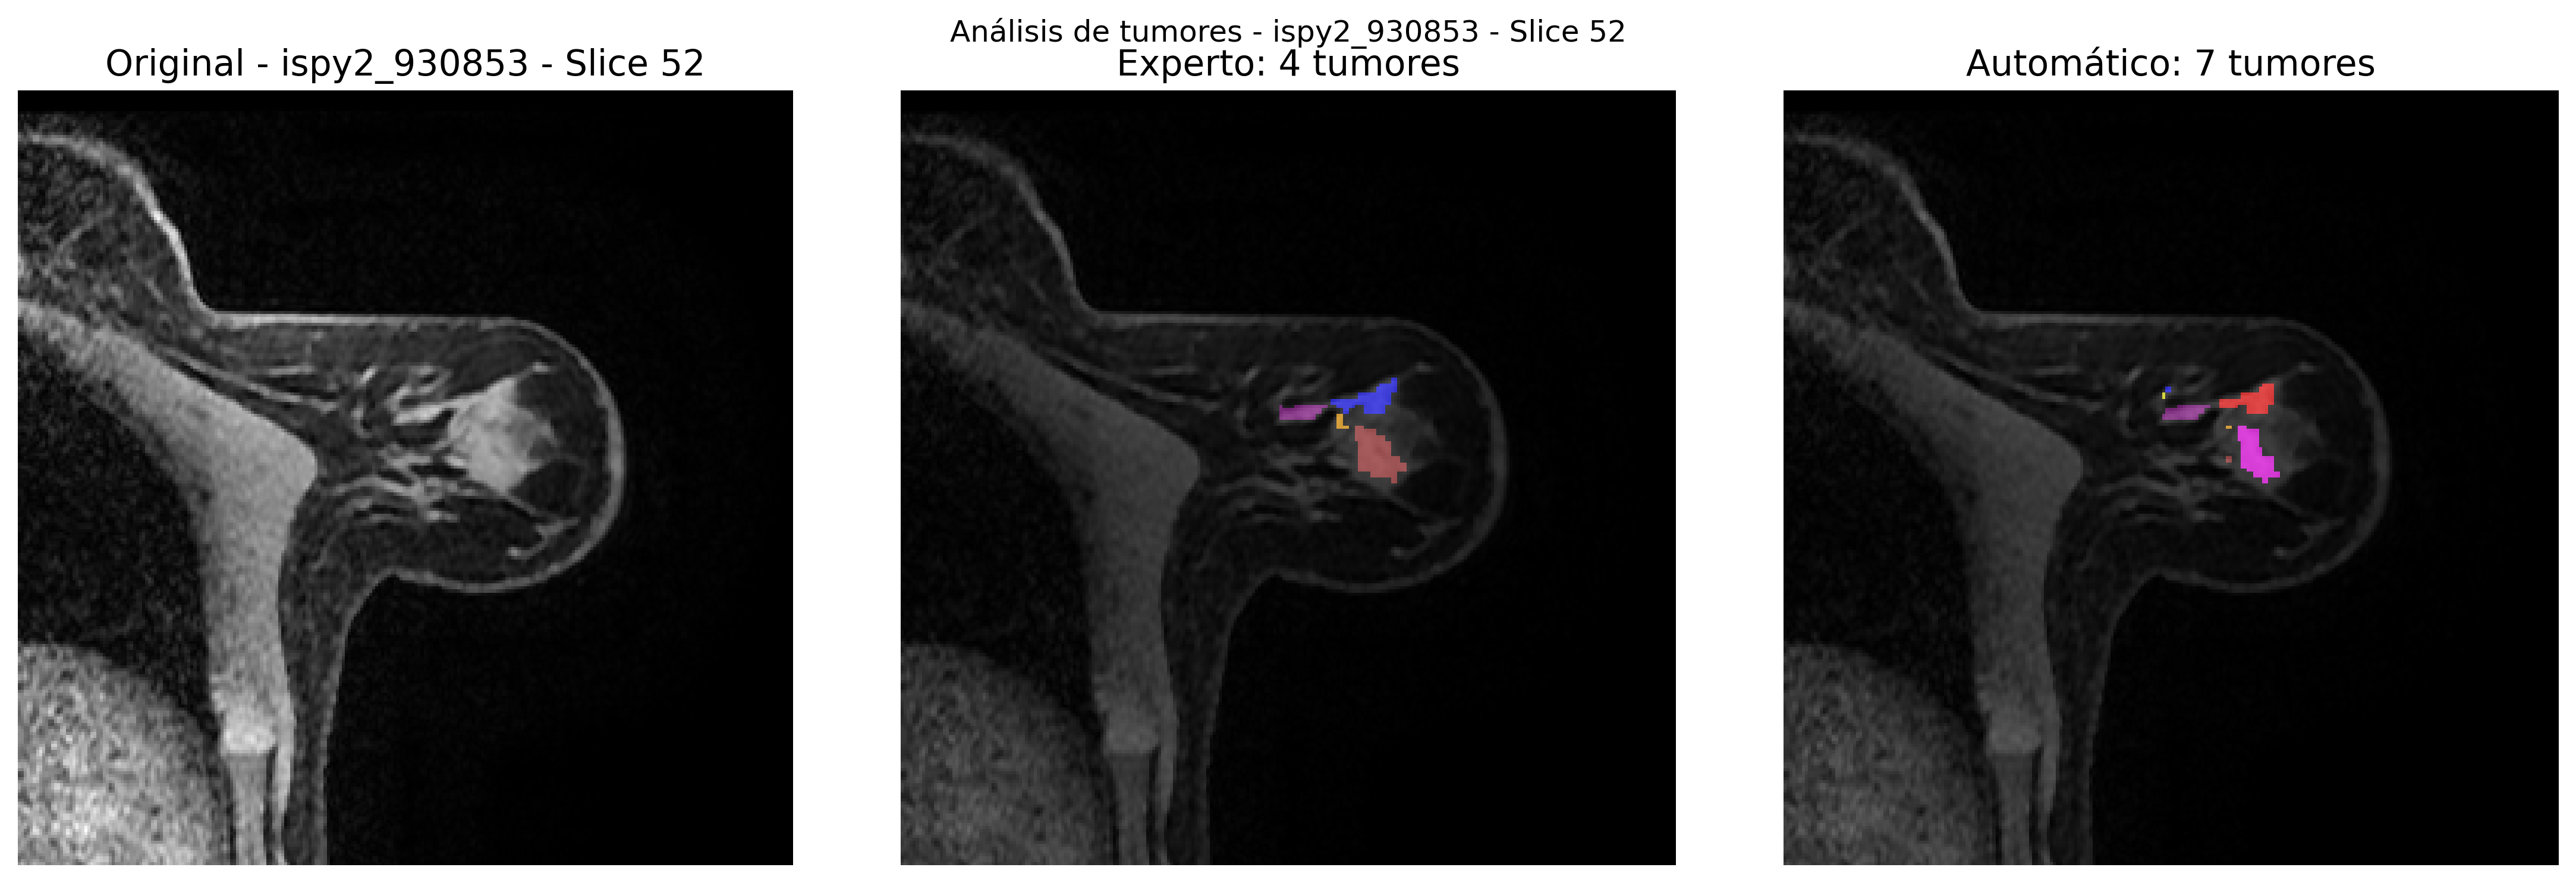 Análisis de tumores - ispy2_930853 - Slice 52
Original - ispy2_930853 - Slice 52
Experto: 4 tumores
Automático: 7 tumores